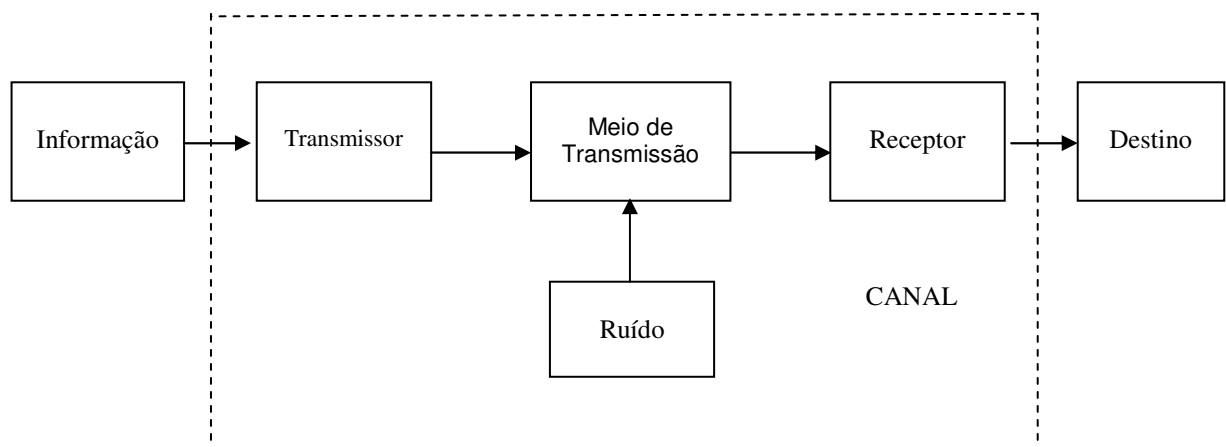 Informação
Transmissor
Meio de
Transmissão
Receptor
Destino
CANAL
Ruído